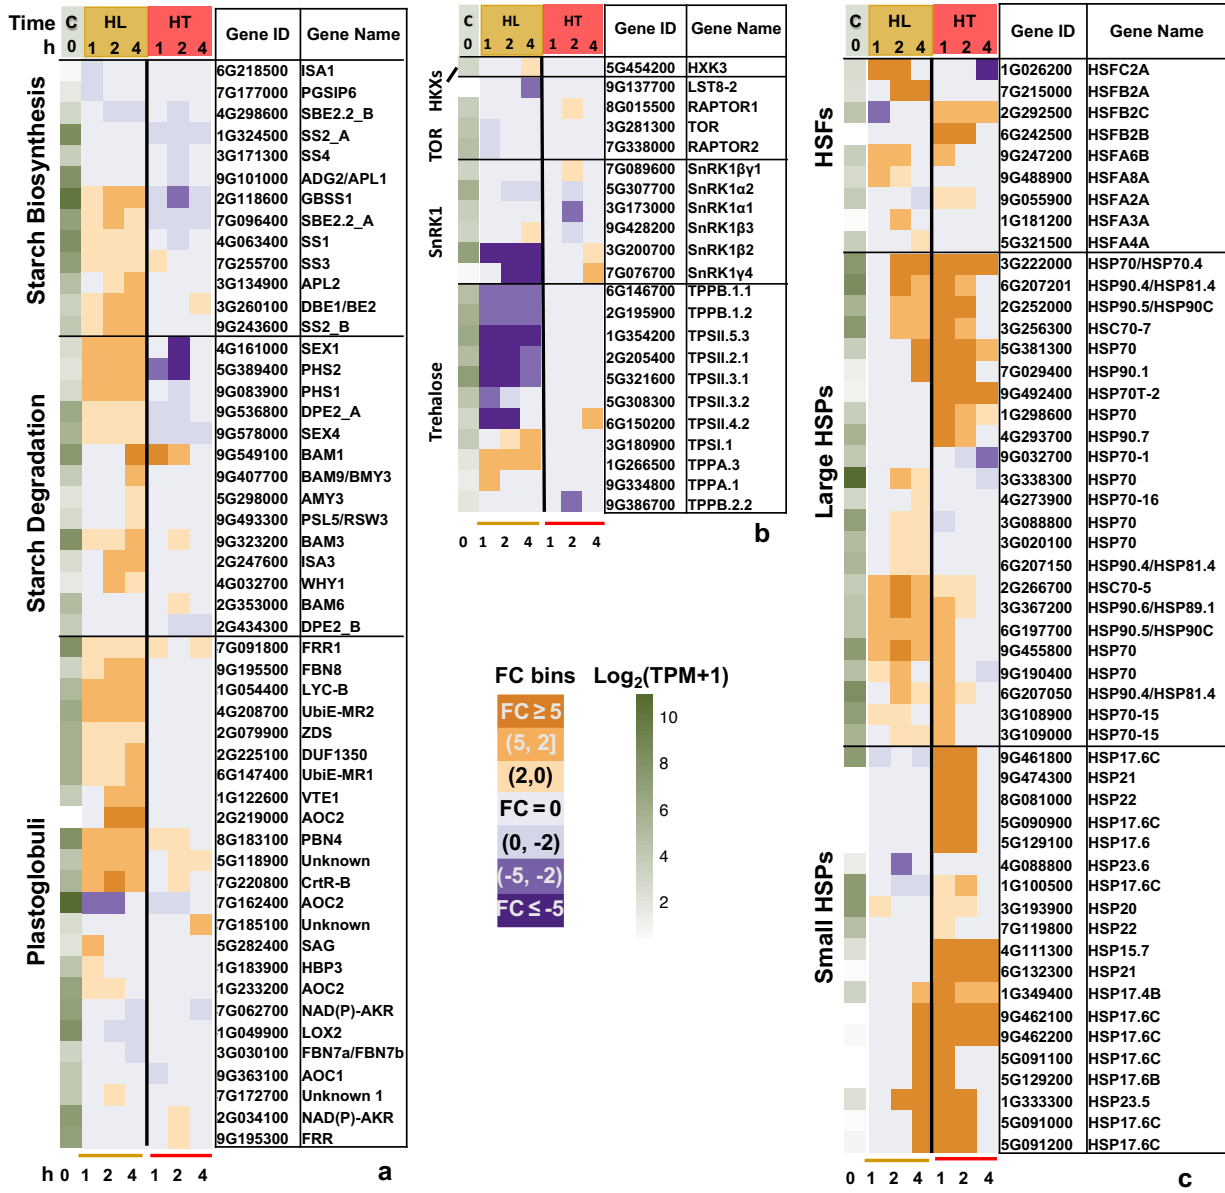 Time C HL HT Gene ID Gene Name
h 0 1 2 4 1 2 4
Starch Biosynthesis
6G218500 ISA1
7G177000 PGSIP6
4G298600 SBE2.2_B
1G324500 SS2_A
3G171300 SS4
9G101000 ADG2/APL1
2G118600 GBSS1
7G096400 SBE2.2_A
4G063400 SS1
7G255700 SS3
3G134900 APL2
3G260100 DBE1/BE2
9G243600 SS2_B
Starch Degradation
4G161000 SEX1
5G389400 PHS2
9G083900 PHS1
9G536800 DPE2_A
9G578000 SEX4
9G549100 BAM1
9G407700 BAM9/BMY3
5G298000 AMY3
9G493300 PSL5/RSW3
9G323200 BAM3
2G247600 ISA3
4G032700 WHY1
2G353000 BAM6
2G434300 DPE2_B
Plastoglobuli
7G091800 FRR1
9G195500 FBN8
1G054400 LYC-B
4G208700 UbiE-MR2
2G079900 ZDS
2G225100 DUF1350
6G147400 UbiE-MR1
1G122600 VTE1
2G219000 AOC2
8G183100 PBN4
5G118900 Unknown
7G220800 CrtR-B
7G162400 AOC2
7G185100 Unknown
5G282400 SAG
1G183900 HBP3
1G233200 AOC2
7G062700 NAD(P)-AKR
1G049900 LOX2
3G030100 FBN7a/FBN7b
9G363100 AOC1
7G172700 Unknown 1
2G034100 NAD(P)-AKR
9G195300 FRR
h 0 1 2 4 1 2 4
a
C HL HT Gene ID Gene Name
0 1 2 4 1 2 4
HKXs
5G454200 HXK3
TOR
9G137700 LST8-2
8G015500 RAPTOR1
3G281300 TOR
7G338000 RAPTOR2
SnRK1
7G089600 SnRK1βγ1
5G307700 SnRK1α2
3G173000 SnRK1α1
9G428200 SnRK1β3
3G200700 SnRK1β2
7G076700 SnRK1γ4
Trehalose
6G146700 TPPB.1.1
2G195900 TPPB.1.2
1G354200 TPSII.5.3
2G205400 TPSII.2.1
5G321600 TPSII.3.1
5G308300 TPSII.3.2
6G150200 TPSII.4.2
3G180900 TPSI.1
1G266500 TPPA.3
9G334800 TPPA.1
9G386700 TPPB.2.2
0 1 2 4 1 2 4
b
FC bins
FC ≥ 5
(5, 2]
(2,0)
FC = 0
(0, -2)
(-5, -2)
FC ≤ -5
Log2(TPM+1)
10
8
6
4
2
C HL HT Gene ID Gene Name
0 1 2 4 1 2 4
HSFs
1G026200 HSFC2A
7G215000 HSFB2A
2G292500 HSFB2C
6G242500 HSFB2B
9G247200 HSFA6B
9G488900 HSFA8A
9G055900 HSFA2A
1G181200 HSFA3A
5G321500 HSFA4A
Large HSPs
3G222000 HSP70/HSP70.4
6G207201 HSP90.4/HSP81.4
2G252000 HSP90.5/HSP90C
3G256300 HSC70-7
5G381300 HSP70
7G029400 HSP90.1
9G492400 HSP70T-2
1G298600 HSP70
4G293700 HSP90.7
9G032700 HSP70-1
3G338300 HSP70
4G273900 HSP70-16
3G088800 HSP70
3G020100 HSP70
6G207150 HSP90.4/HSP81.4
2G266700 HSC70-5
3G367200 HSP90.6/HSP89.1
6G197700 HSP90.5/HSP90C
9G455800 HSP70
9G190400 HSP70
6G207050 HSP90.4/HSP81.4
3G108900 HSP70-15
3G109000 HSP70-15
Small HSPs
9G461800 HSP17.6C
9G474300 HSP21
8G081000 HSP22
5G090900 HSP17.6C
5G129100 HSP17.6
4G088800 HSP23.6
1G100500 HSP17.6C
3G193900 HSP20
7G119800 HSP22
4G111300 HSP15.7
6G132300 HSP21
1G349400 HSP17.4B
9G462100 HSP17.6C
9G462200 HSP17.6C
5G091100 HSP17.6C
5G129200 HSP17.6B
1G333300 HSP23.5
5G091000 HSP17.6C
5G091200 HSP17.6C
0 1 2 4 1 2 4
c